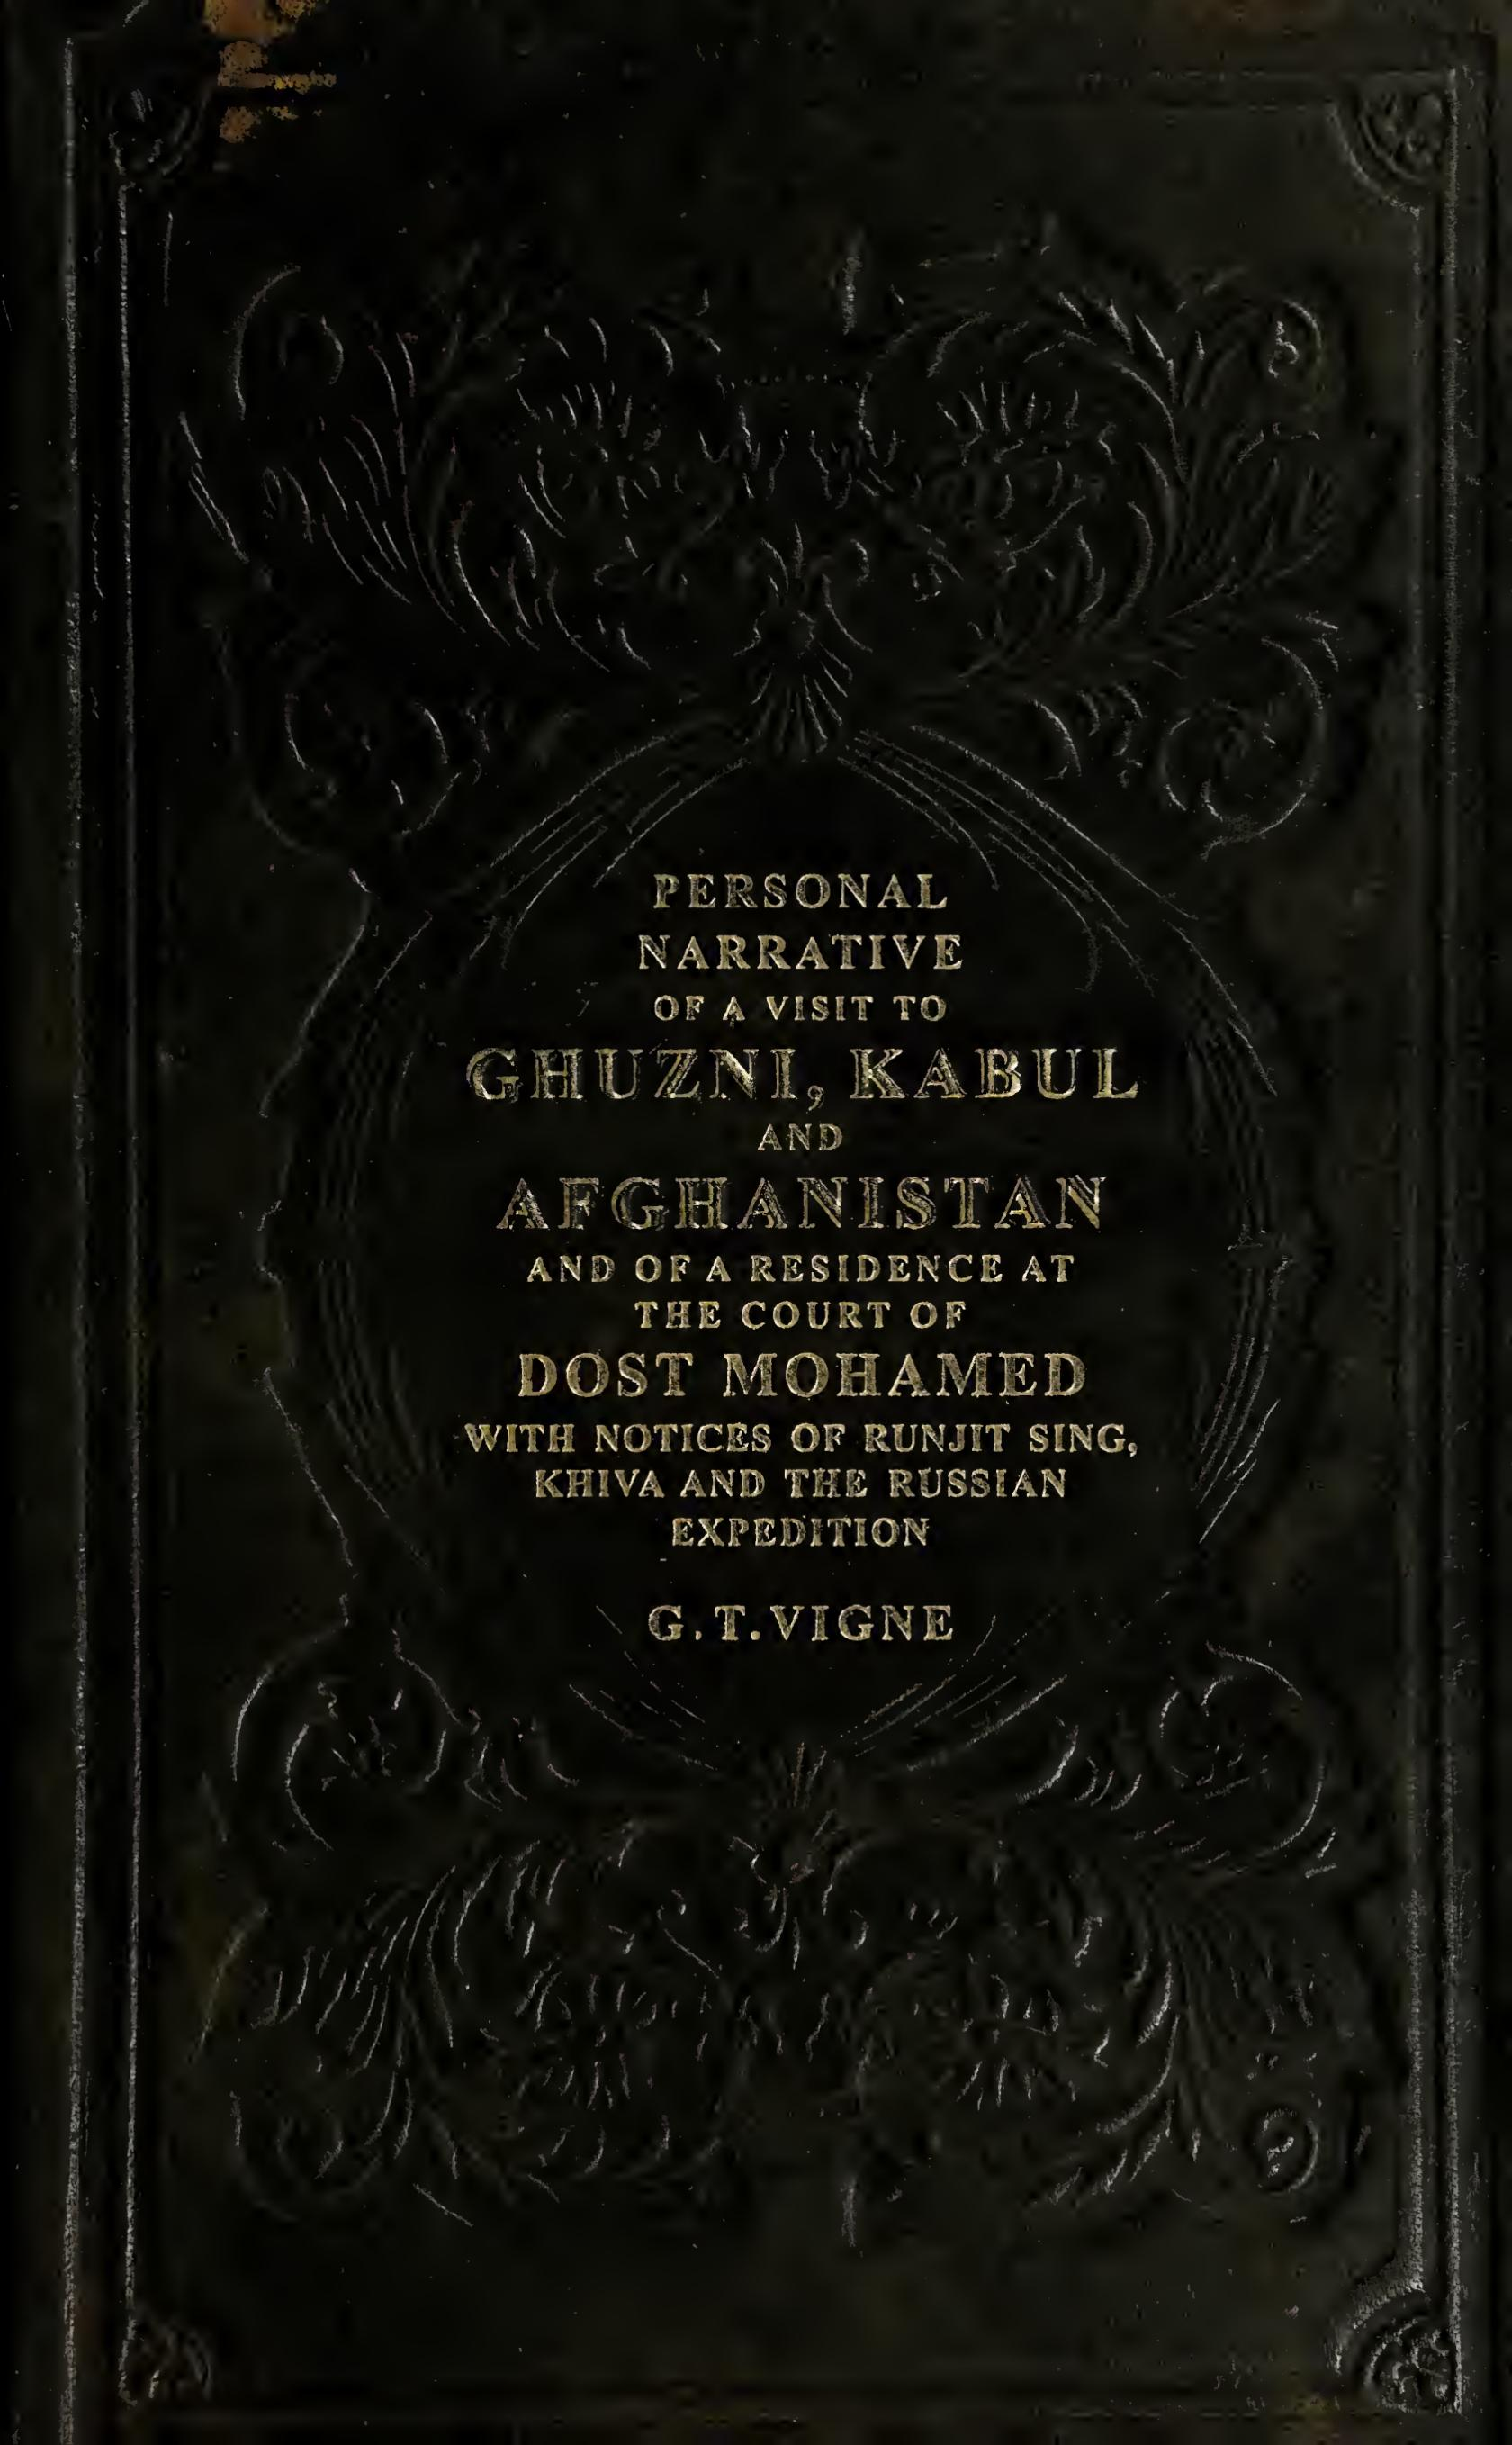 PERSONAL
NARRATIVE
OF A VISIT TO
GHUZNI, KABUL
AND
AFGHANISTAN
AND OF A RESIDENCE AT
THE COURT OF
DOST MOHAMED
WITH NOTICES OF RUNJIT SING,
KHIVA AND THE RUSSIAN
EXPEDITION
G.T.VIGNE